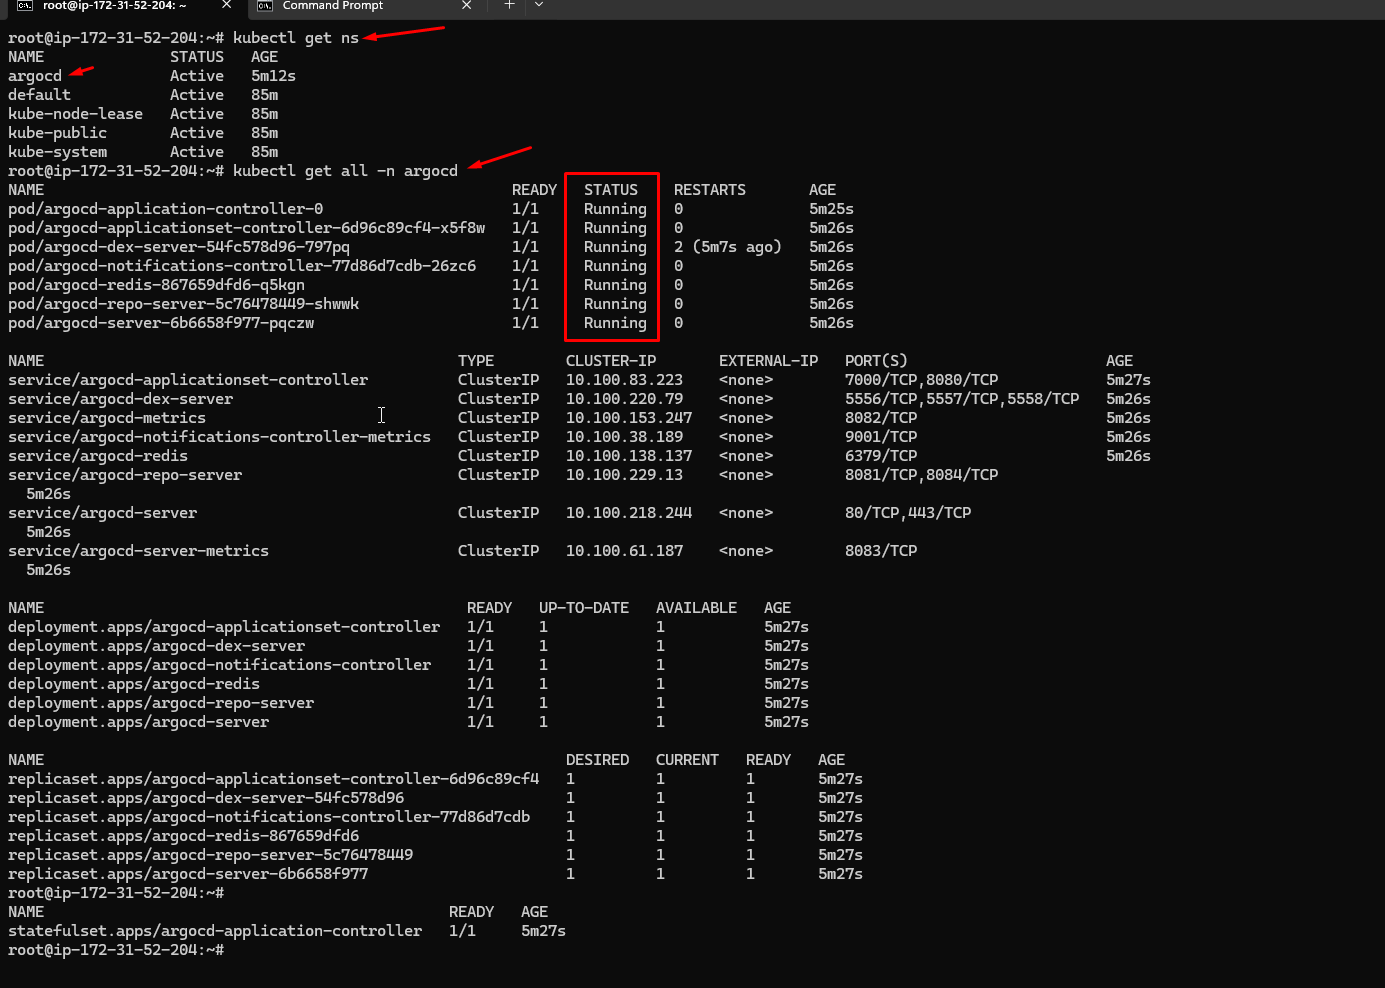 root@ip-172-31-52-204: ~
Command Prompt
root@ip-172-31-52-204:~# kubectl get ns
NAME STATUS AGE
argocd Active 5m12s
default Active 85m
kube-node-lease Active 85m
kube-public Active 85m
kube-system Active 85m
root@ip-172-31-52-204:~# kubectl get all -n argocd
NAME READY STATUS RESTARTS AGE
pod/argocd-application-controller-0 1/1 Running 0 5m25s
pod/argocd-applicationset-controller-6d96c89cf4-x5f8w 1/1 Running 0 5m26s
pod/argocd-dex-server-54fc578d96-797pq 1/1 Running 2 (5m7s ago) 5m26s
pod/argocd-notifications-controller-77d86d7cdb-26zc6 1/1 Running 0 5m26s
pod/argocd-redis-867659dfd6-q5kgn 1/1 Running 0 5m26s
pod/argocd-repo-server-5c76478449-shwwk 1/1 Running 0 5m26s
pod/argocd-server-6b6658f977-pqczw 1/1 Running 0 5m26s
NAME TYPE CLUSTER-IP EXTERNAL-IP PORT(S) AGE
service/argocd-applicationset-controller ClusterIP 10.100.83.223 <none> 7000/TCP,8080/TCP 5m27s
service/argocd-dex-server ClusterIP 10.100.220.79 <none> 5556/TCP,5557/TCP,5558/TCP 5m26s
service/argocd-metrics ClusterIP 10.100.153.247 <none> 8082/TCP 5m26s
service/argocd-notifications-controller-metrics ClusterIP 10.100.38.189 <none> 9001/TCP 5m26s
service/argocd-redis ClusterIP 10.100.138.137 <none> 6379/TCP 5m26s
service/argocd-repo-server ClusterIP 10.100.229.13 <none> 8081/TCP,8084/TCP
5m26s
service/argocd-server ClusterIP 10.100.218.244 <none> 80/TCP,443/TCP
5m26s
service/argocd-server-metrics ClusterIP 10.100.61.187 <none> 8083/TCP
5m26s
NAME READY UP-TO-DATE AVAILABLE AGE
deployment.apps/argocd-applicationset-controller 1/1 1 1 5m27s
deployment.apps/argocd-dex-server 1/1 1 1 5m27s
deployment.apps/argocd-notifications-controller 1/1 1 1 5m27s
deployment.apps/argocd-redis 1/1 1 1 5m27s
deployment.apps/argocd-repo-server 1/1 1 1 5m27s
deployment.apps/argocd-server 1/1 1 1 5m27s
NAME DESIRED CURRENT READY AGE
replicaset.apps/argocd-applicationset-controller-6d96c89cf4 1 1 1 5m27s
replicaset.apps/argocd-dex-server-54fc578d96 1 1 1 5m27s
replicaset.apps/argocd-notifications-controller-77d86d7cdb 1 1 1 5m27s
replicaset.apps/argocd-redis-867659dfd6 1 1 1 5m27s
replicaset.apps/argocd-repo-server-5c76478449 1 1 1 5m27s
replicaset.apps/argocd-server-6b6658f977 1 1 1 5m27s
root@ip-172-31-52-204:~#
NAME READY AGE
statefulset.apps/argocd-application-controller 1/1 5m27s
root@ip-172-31-52-204:~#